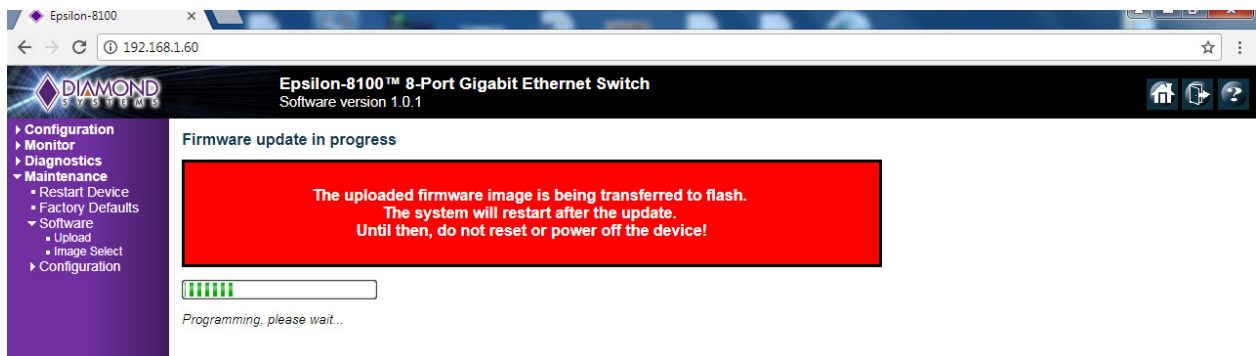 Epsilon-8100
192.168.1.60
DIAMOND
SYSTEMS
Epsilon-8100™ 8-Port Gigabit Ethernet Switch
Software version 1.0.1
Configuration
Monitor
Diagnostics
Maintenance
Restart Device
Factory Defaults
Software
Upload
Image Select
Configuration
Firmware update in progress
The uploaded firmware image is being transferred to flash.
The system will restart after the update.
Until then, do not reset or power off the device!
Programming, please wait...